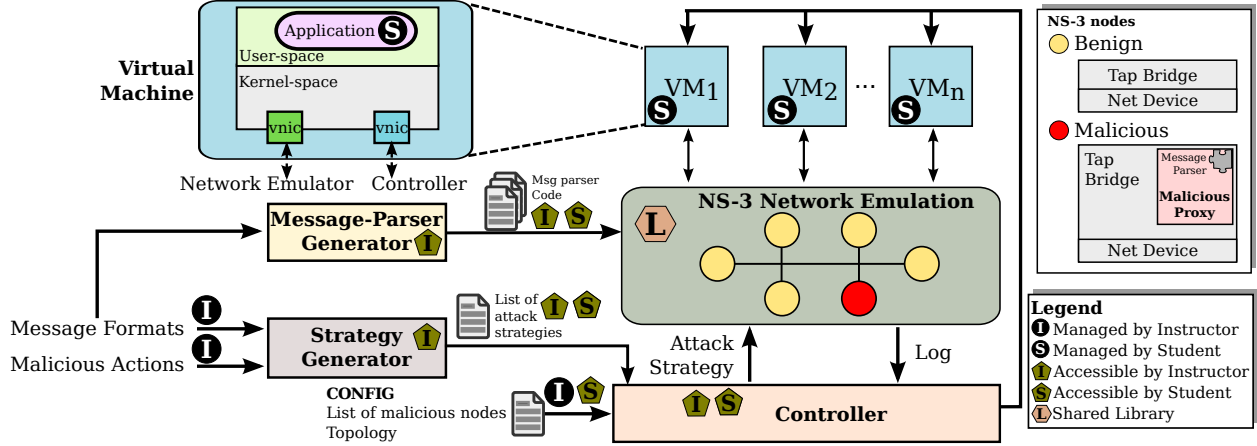 Virtual
Machine
Application S
User-space
Kernel-space
vnic
vnic
Network Emulator
Controller
VM1
S
VM2
S
...
VMn
S
NS-3 nodes
Benign
Tap Bridge
Net Device
Malicious
Tap
Bridge
Message
Parser
Malicious
Proxy
Net Device
Message-Parser
Generator I
Msg parser
Code
I S
NS-3 Network Emulation
L
Message Formats
I
Malicious Actions
I
Strategy
Generator
I
List of
attack
strategies
I S
Attack
Strategy
Log
CONFIG
List of malicious nodes
Topology
I S
I S
Controller
Legend
I Managed by Instructor
S Managed by Student
I Accessible by Instructor
S Accessible by Student
L Shared Library